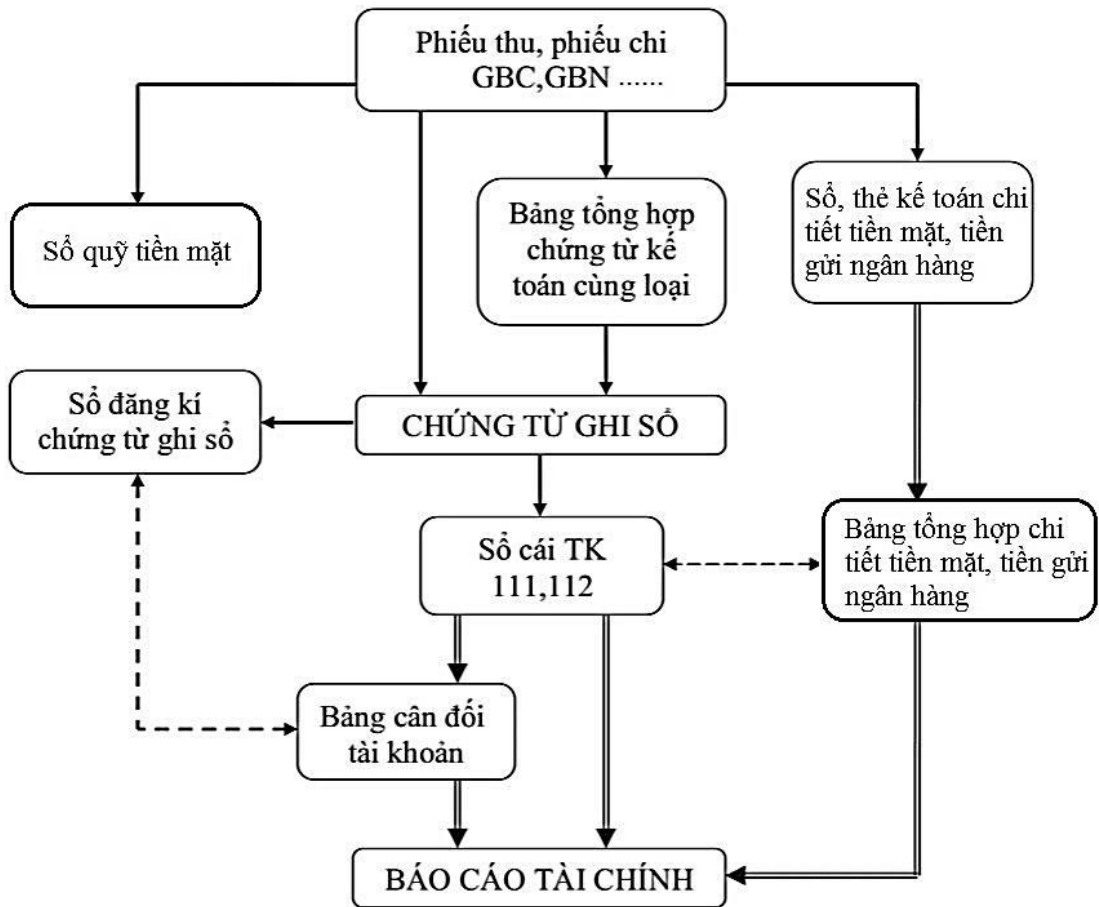 Phiếu thu, phiếu chi
GBC,GBN ......
Sổ quỹ tiền mặt
Bảng tổng hợp
chứng từ kế
toán cùng loại
Sổ, thẻ kế toán chi
tiết tiền mặt, tiền
gửi ngân hàng
Sổ đăng kí
chứng từ ghi sổ
CHỨNG TỪ GHI SỔ
Sổ cái TK
111,112
Bảng tổng hợp chi
tiết tiền mặt, tiền gửi
ngân hàng
Bảng cân đối
tài khoản
BÁO CÁO TÀI CHÍNH